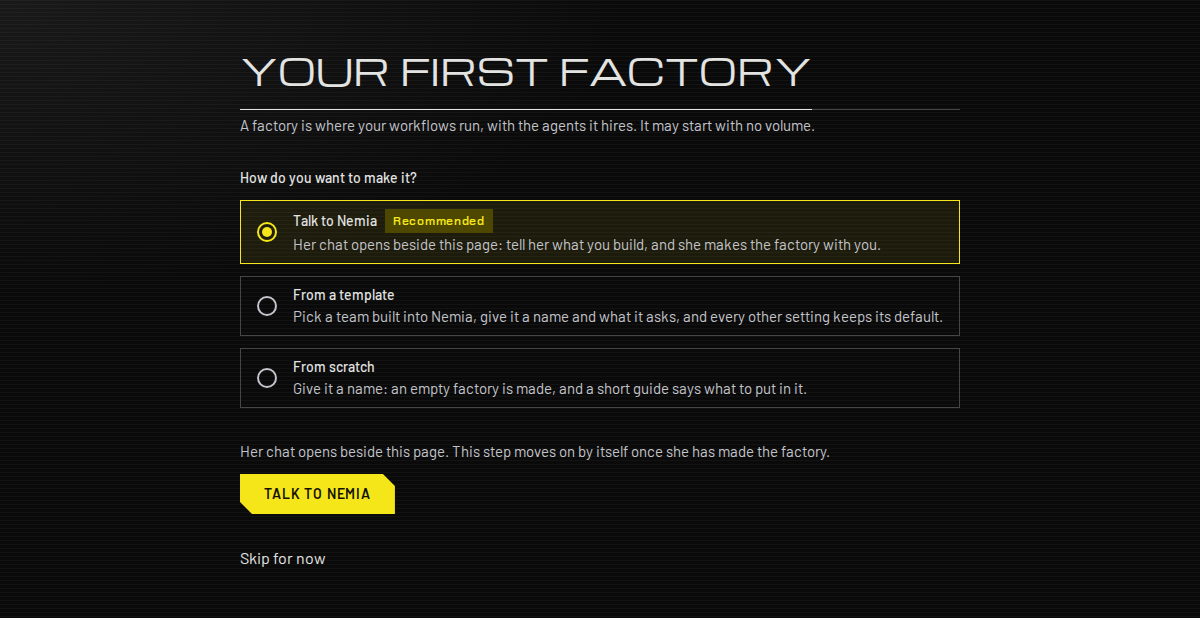 YOUR FIRST FACTORY
A factory is where your workflows run, with the agents it hires. It may start with no volume.
How do you want to make it?
Talk to Nemia Recommended
Her chat opens beside this page: tell her what you build, and she makes the factory with you.
From a template
Pick a team built into Nemia, give it a name and what it asks, and every other setting keeps its default.
From scratch
Give it a name: an empty factory is made, and a short guide says what to put in it.
Her chat opens beside this page. This step moves on by itself once she has made the factory.
TALK TO NEMIA
Skip for now